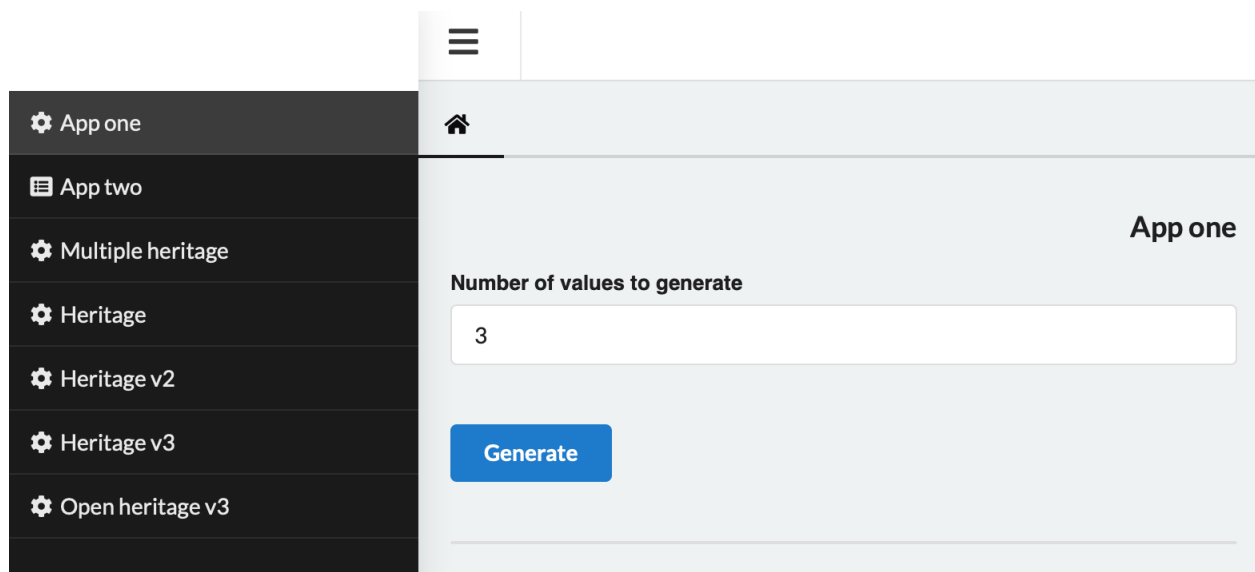 App one
App two
Multiple heritage
Heritage
Heritage v2
Heritage v3
Open heritage v3
App one
Number of values to generate
3
Generate